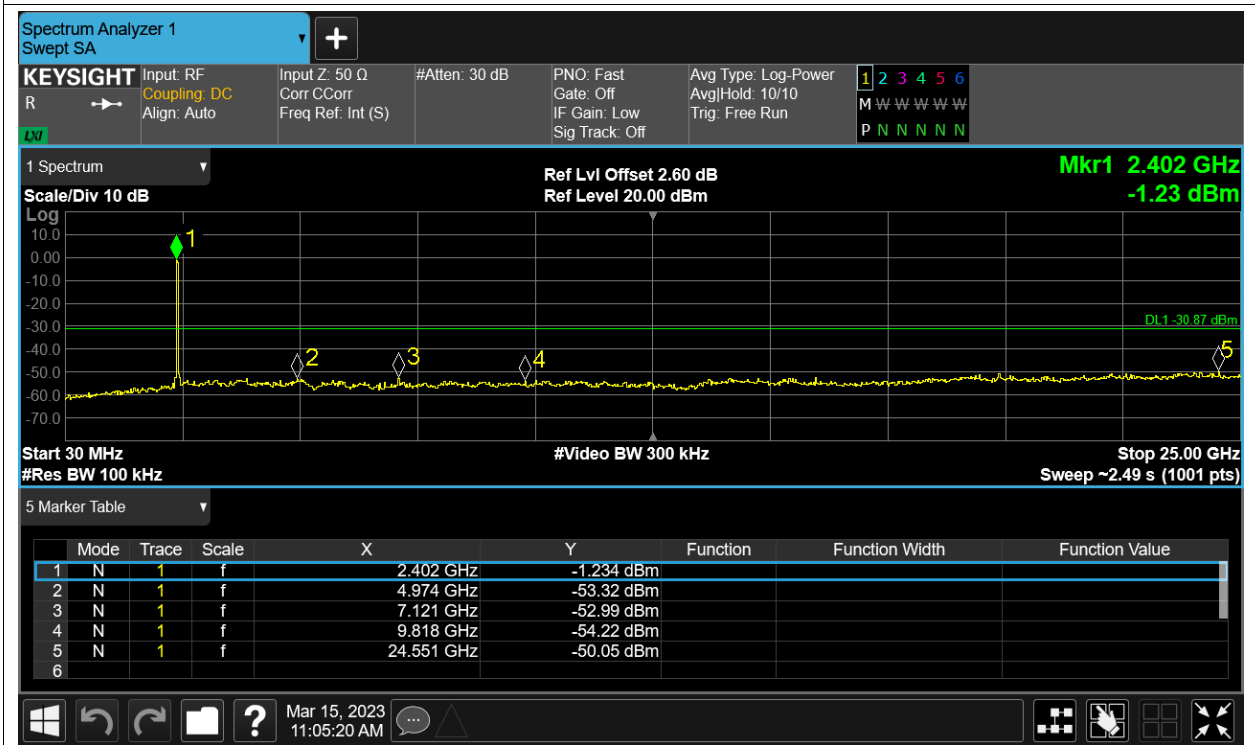 Spectrum Analyzer 1
Swept SA
+
KEYSIGHT Input: RF Input Z: 50 Ω #Atten: 30 dB PNO: Fast Avg Type: Log-Power 1 2 3 4 5 6
R Coupling: DC Corr CCorr Gate: Off Avg|Hold: 10/10 M W W W W W
Align: Auto Freq Ref: Int (S) IF Gain: Low Trig: Free Run
LXI Sig Track: Off P N N N N N
1 Spectrum Ref Lvl Offset 2.60 dB Mkr1 2.402 GHz
Scale/Div 10 dB Ref Level 20.00 dBm -1.23 dBm
Log
10.0 1
0.00
-10.0
-20.0
-30.0 DL1 -30.87 dBm
-40.0 2 3 4 5
-50.0
-60.0
-70.0
Start 30 MHz #Video BW 300 kHz Stop 25.00 GHz
#Res BW 100 kHz Sweep ~2.49 s (1001 pts)
5 Marker Table
Mode Trace Scale X Y Function Function Width Function Value
1 N 1 f 2.402 GHz -1.234 dBm
2 N 1 f 4.974 GHz -53.32 dBm
3 N 1 f 7.121 GHz -52.99 dBm
4 N 1 f 9.818 GHz -54.22 dBm
5 N 1 f 24.551 GHz -50.05 dBm
6
? Mar 15, 2023
11:05:20 AM